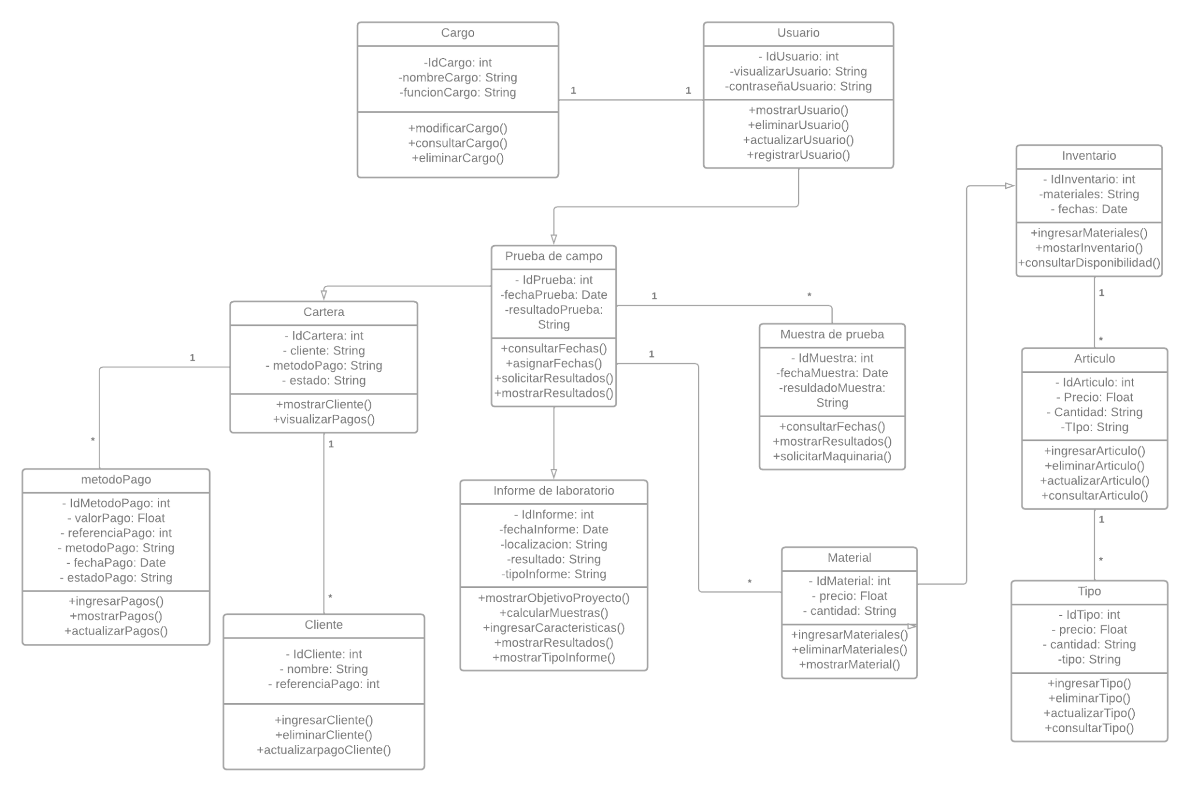 Cargo
-IdCargo: int
-nombreCargo: String
-funcionCargo: String
+modificarCargo()
+consultarCargo()
+eliminarCargo()
1
1
Usuario
- IdUsuario: int
-visualizarUsuario: String
-contraseñaUsuario: String
+mostrarUsuario()
+eliminarUsuario()
+actualizarUsuario()
+registrarUsuario()
Inventario
- IdInventario: int
-materiales: String
- fechas: Date
+ingresarMateriales()
+mostarInventario()
+consultarDisponibilidad()
1
*
Prueba de campo
- IdPrueba: int
-fechaPrueba: Date
-resultadoPrueba:
String
+consultarFechas()
+asignarFechas()
+solicitarResultados()
+mostrarResultados()
1
*
1
*
Cartera
- IdCartera: int
- cliente: String
- metodoPago: String
- estado: String
+mostrarCliente()
+visualizarPagos()
1
*
1
*
Muestra de prueba
- IdMuestra: int
-fechaMuestra: Date
-resuldadoMuestra:
String
+consultarFechas()
+mostrarResultados()
+solicitarMaquinaria()
Articulo
- IdArticulo: int
- Precio: Float
- Cantidad: String
-TIpo: String
+ingresarArticulo()
+eliminarArticulo()
+actualizarArticulo()
+consultarArticulo()
1
*
metodoPago
- IdMetodoPago: int
- valorPago: Float
- referenciaPago: int
- metodoPago: String
- fechaPago: Date
- estadoPago: String
+ingresarPagos()
+mostrarPagos()
+actualizarPagos()
Informe de laboratorio
- IdInforme: int
-fechaInforme: Date
-localizacion: String
-resultado: String
-tipoInforme: String
+mostrarObjetivoProyecto()
+calcularMuestras()
+ingresarCaracteristicas()
+mostrarResultados()
+mostrarTipoInforme()
Material
- IdMaterial: int
- precio: Float
- cantidad: String
+ingresarMateriales()
+eliminarMateriales()
+mostrarMaterial()
Tipo
- IdTipo: int
- precio: Float
- cantidad: String
-tipo: String
+ingresarTipo()
+eliminarTipo()
+actualizarTipo()
+consultarTipo()
Cliente
- IdCliente: int
- nombre: String
- referenciaPago: int
+ingresarCliente()
+eliminarCliente()
+actualizarpagoCliente()